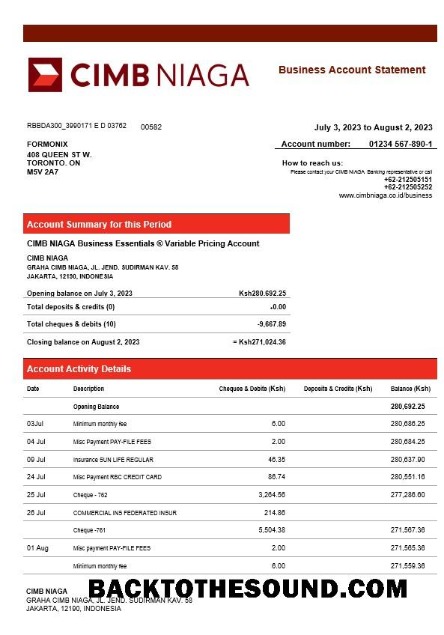 CIMB NIAGA
Business Account Statement
RBBDA300_3990171 E D 03762 00582
July 3, 2023 to August 2, 2023
FORMONIX
408 QUEEN ST W.
TORONTO. ON
M5V 2A7
Account number: 01234 567-890-1
How to reach us:
Please contact your CIMB NIAGA Banking representative or call
+62-212505151
+62-212505252
www.cimbniaga.co.id/business
Account Summary for this Period
CIMB NIAGA Business Essentials ® Variable Pricing Account
CIMB NIAGA
GRAHA CIMB NIAGA, JL. JEND. SUDIRMAN KAV. 58
JAKARTA, 12190, INDONESIA
Opening balance on July 3, 2023 Ksh280,692.25
Total deposits & credits (0) +0.00
Total cheques & debits (10) -9,667.89
Closing balance on August 2, 2023 = Ksh271,024.36
Account Activity Details
Date Description Cheques & Debits (Ksh) Deposits & Credits (Ksh) Balance (Ksh)
Opening Balance 280,692.25
03Jul Minimum monthly fee 6.00 280,686.25
04 Jul Misc Payment PAY-FILE FEES 2.00 280,684.25
09 Jul Insurance SUN LIFE REGULAR 46.35 280,637.90
24 Jul Misc Payment RBC CREDIT CARD 86.74 280,551.16
25 Jul Cheque - 762 3,264.56 277,286.60
26 Jul COMMERCIAL INS FEDERATED INSUR 214.86
Cheque -761 5,504.38 271,567.36
01 Aug Misc payment PAY-FILE FEES 2.00 271,565.36
Minimum monthly fee 6.00 271,559.36
BACKTOTHESOUND.COM
CIMB NIAGA
GRAHA CIMB NIAGA, JL. JEND. SUDIRMAN KAV. 58
JAKARTA, 12190, INDONESIA